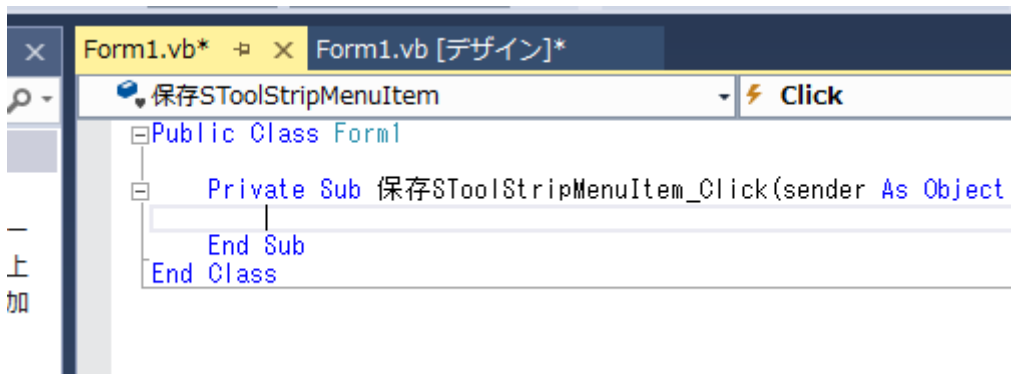 Form1.vb* Form1.vb [デザイン]*
保存SToolStripMenuItem Click
Public Class Form1
Private Sub 保存SToolStripMenuItem_Click(sender As Object
End Sub
End Class
ー
上
加